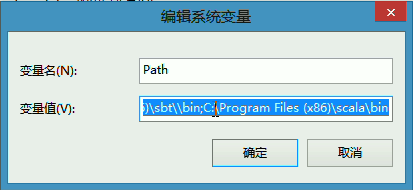 编辑系统变量
变量名(N):
Path
变量值(V):
)\sbt\\bin;C:\Program Files (x86)\scala\bin
确定
取消